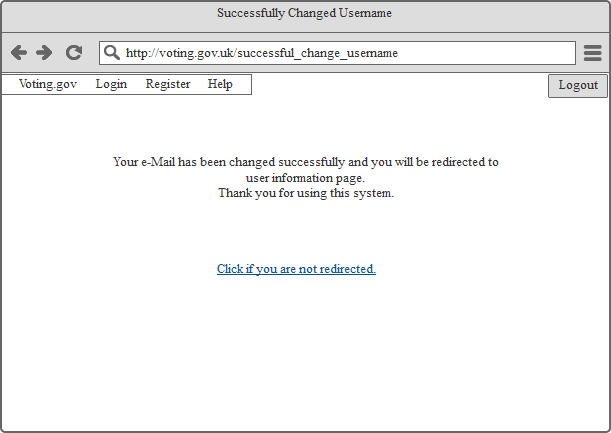 Successfully Changed Username
http://voting.gov.uk/successful_change_username
Voting.gov Login Register Help Logout
Your e-Mail has been changed successfully and you will be redirected to
user information page.
Thank you for using this system.
Click if you are not redirected.